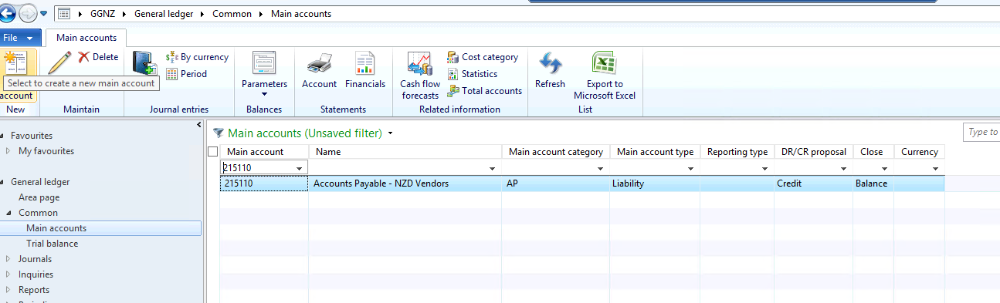 GGNZ General ledger Common Main accounts
File Main accounts
Delete By currency Cost category
Period Statistics
Select to create a new main account Parameters Account Financials Cash flow forecasts Total accounts Refresh Export to Microsoft Excel
account
New Maintain Journal entries Balances Statements Related information List
Favourites
My favourites
General ledger
Area page
Common
Main accounts
Trial balance
Journals
Inquiries
Reports
Main accounts (Unsaved filter) Type to
Main account Name Main account category Main account type Reporting type DR/CR proposal Close Currency
215110
215110 Accounts Payable - NZD Vendors AP Liability Credit Balance